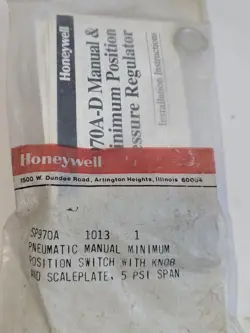 Honeywell
970A-D Manual &
inimum Position
essure Regulator
Installation Instructions
Honeywell
1500 W. Dundee Road, Arlington Heights, Illinois 60004
SP970A 1013 1
PNEUMATIC MANUAL MINIMUM
POSITION SWITCH WITH KNOB
AND SCALEPLATE, 5 PSI SPAN